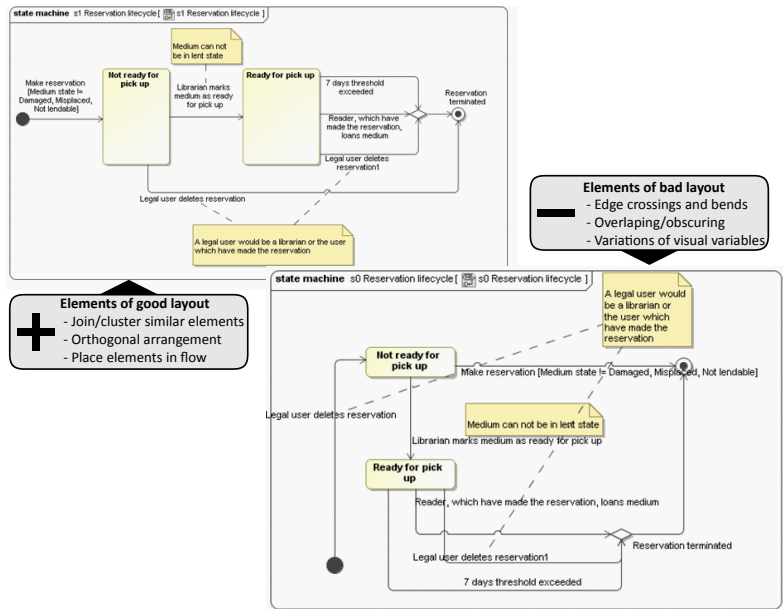 state machine s1 Reservation lifecycle [ s1 Reservation lifecycle ]
Medium can not
be in lent state
Make reservation
[Medium state !=
Damaged, Misplaced,
Not lendable]
Not ready for
pick up
Librarian marks
medium as ready
for pick up
Ready for pick up
7 days threshold
exceeded
Reader, which have
made the reservation,
loans medium
Legal user deletes
reservation1
Reservation
terminated
Legal user deletes reservation
A legal user would be a librarian or the user
which have made the reservation
Elements of good layout
- Join/cluster similar elements
- Orthogonal arrangement
- Place elements in flow
Elements of bad layout
- Edge crossings and bends
- Overlaping/obscuring
- Variations of visual variables
state machine s0 Reservation lifecycle [ s0 Reservation lifecycle ]
A legal user would
be a librarian or
the user which
have made the
reservation
Not ready for
pick up
Make reservation [Medium state != Damaged, Misplaced, Not lendable]
Legal user deletes reservation
Medium can not be in lent state
Librarian marks medium as ready for pick up
Ready for pick
up
Reader, which have made the reservation, loans medium
Reservation terminated
Legal user deletes reservation1
7 days threshold exceeded